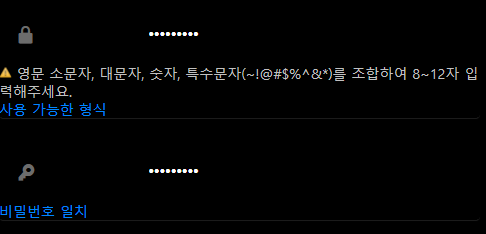 •••••••••
영문 소문자, 대문자, 숫자, 특수문자(~!@#$%^&*)를 조합하여 8~12자 입
력해주세요.
사용 가능한 형식
•••••••••
비밀번호 일치